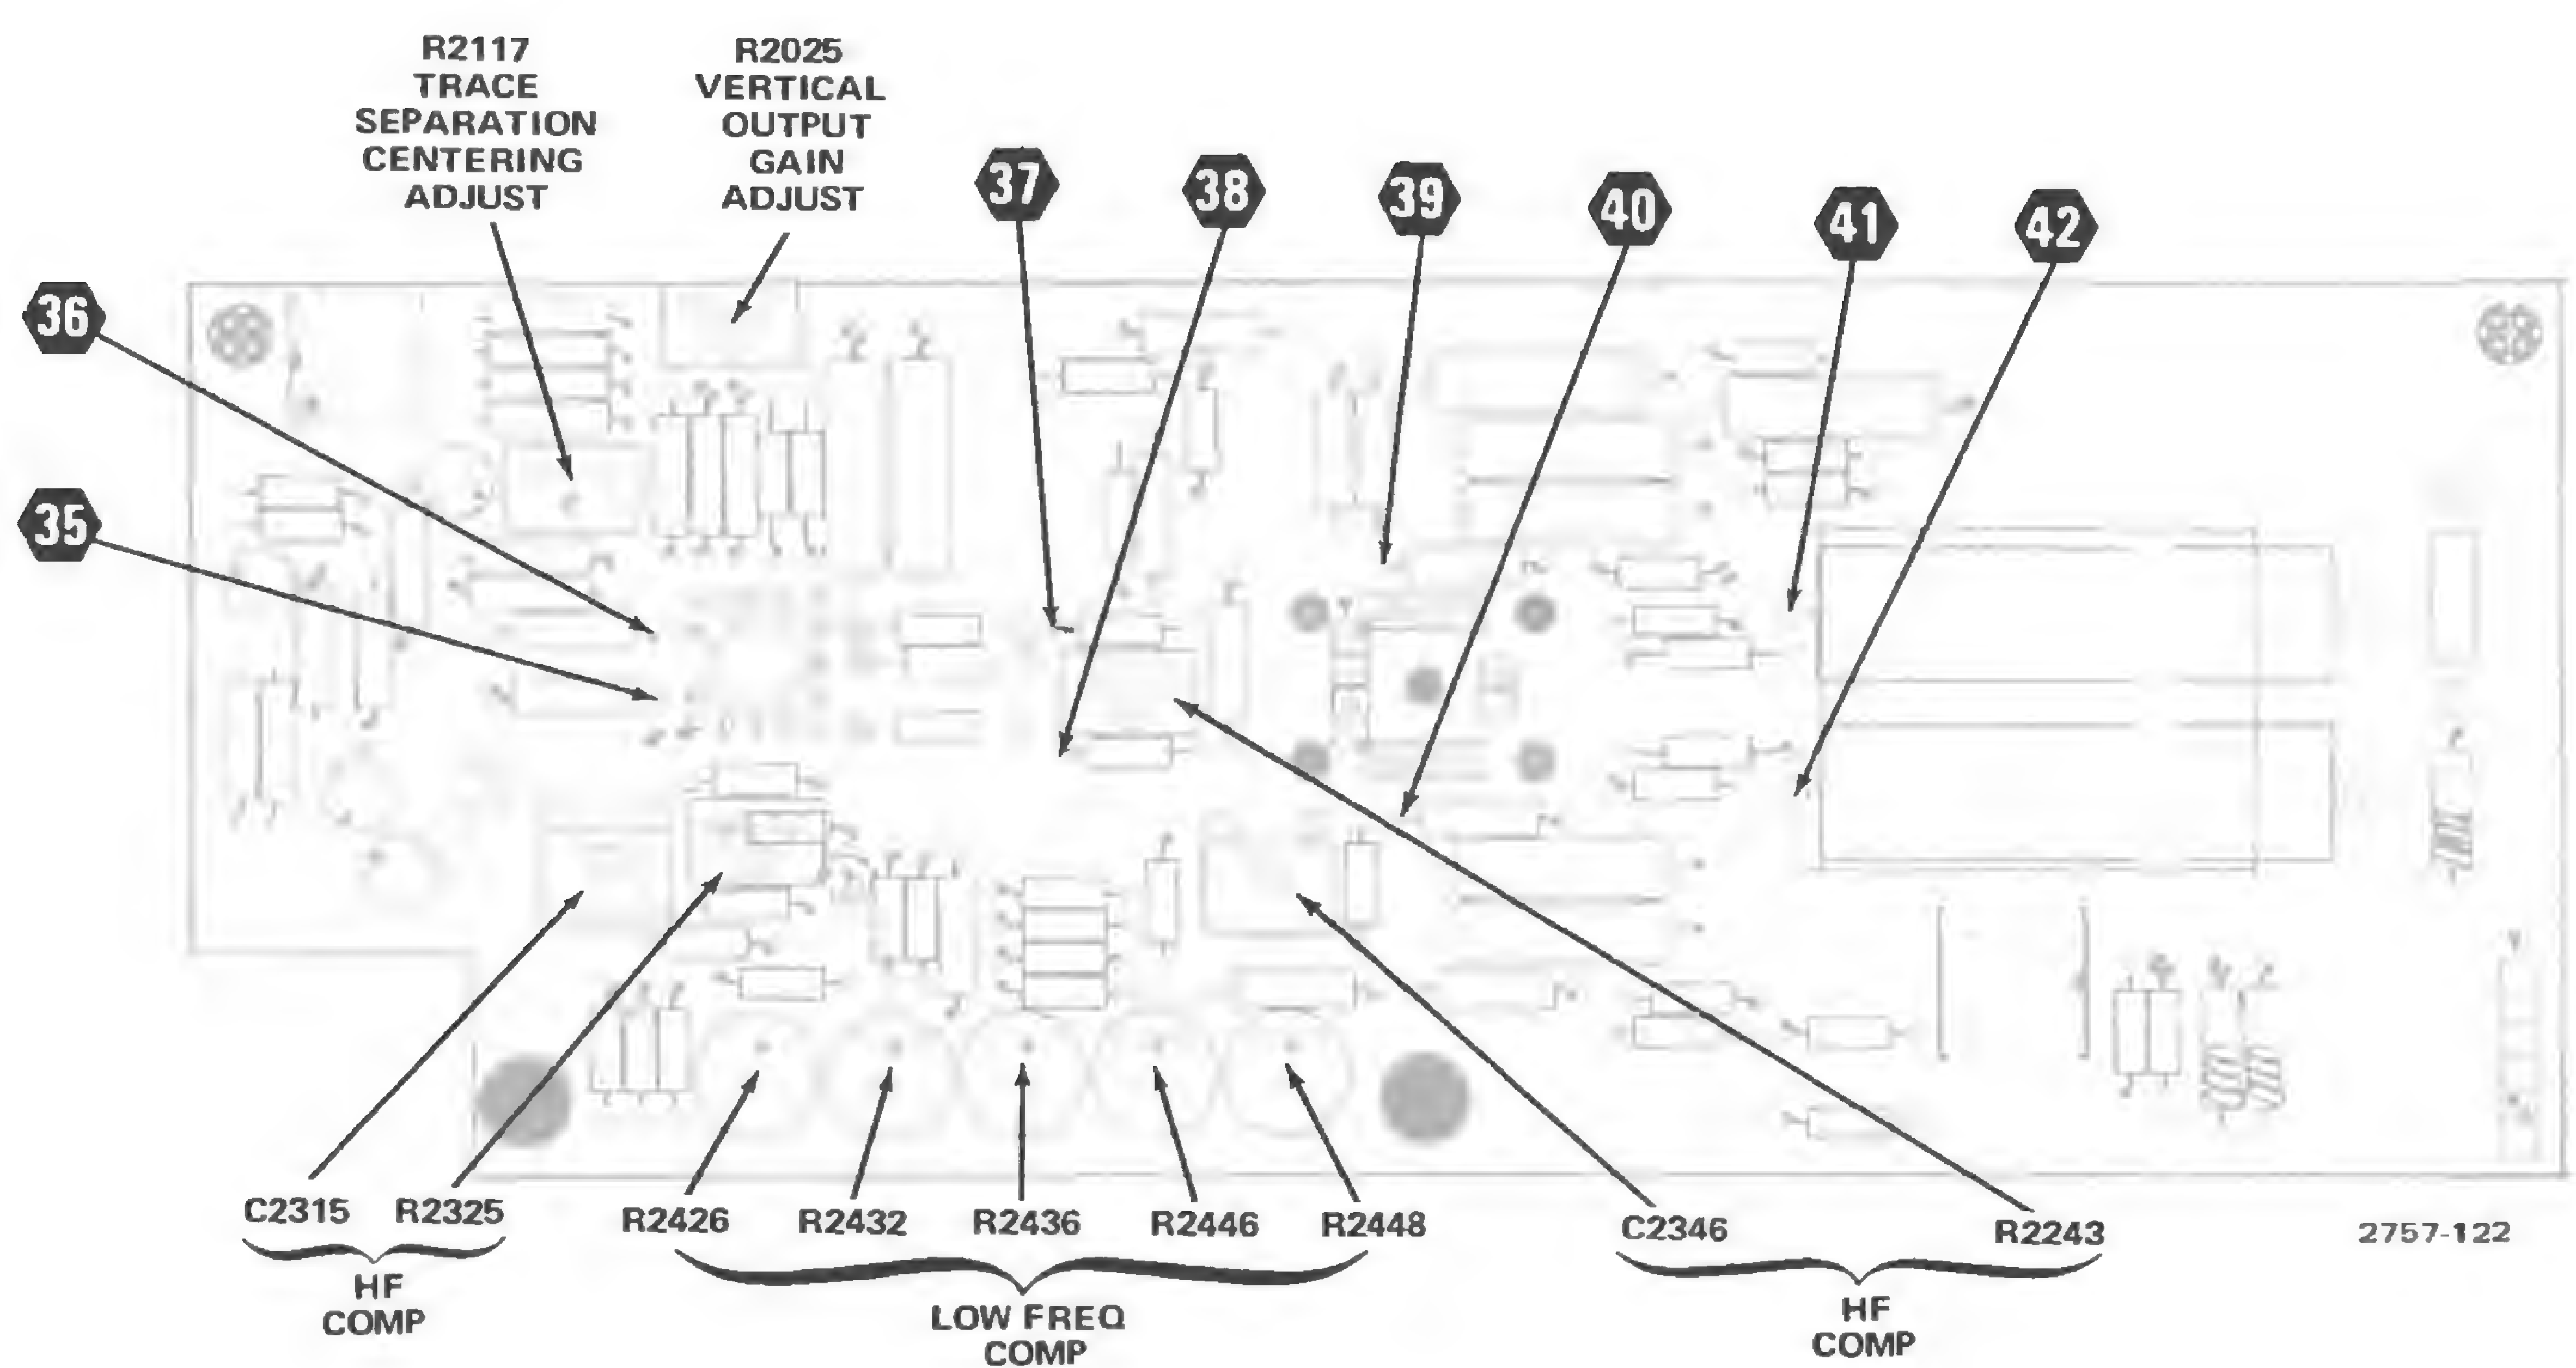 R2117
TRACE
SEPARATION
CENTERING
ADJUST
R2025
VERTICAL
OUTPUT
GAIN
ADJUST
37
38
39
40
41
42
36
35
C2315
R2325
HF
COMP
R2426
R2432
R2436
R2446
R2448
LOW FREQ
COMP
C2346
R2243
HF
COMP
2757-122